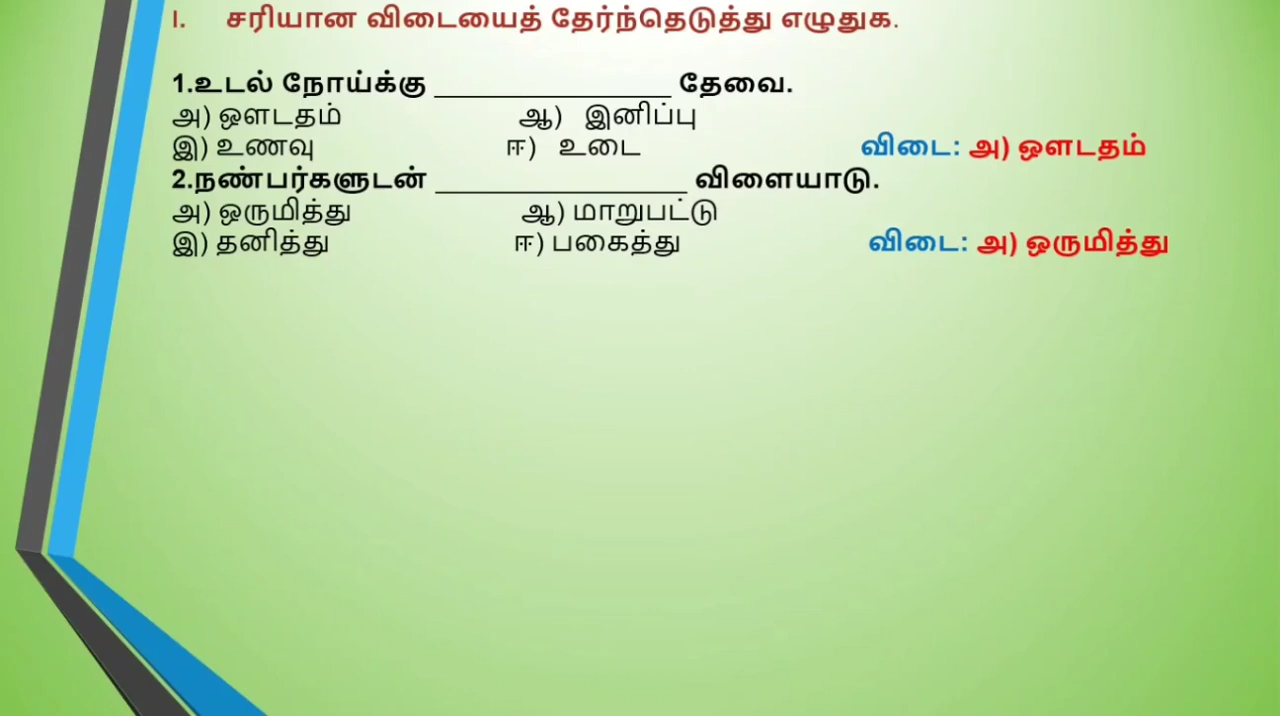 I. சரியான விடையைத் தேர்ந்தெடுத்து எழுதுக.
1.உடல் நோய்க்கு ________________ தேவை.
அ) ஔடதம் ஆ) இனிப்பு
இ) உணவு ஈ) உடை விடை: அ) ஔடதம்
2.நண்பர்களுடன் _________________ விளையாடு.
அ) ஒருமித்து ஆ) மாறுபட்டு
இ) தனித்து ஈ) பகைத்து விடை: அ) ஒருமித்து